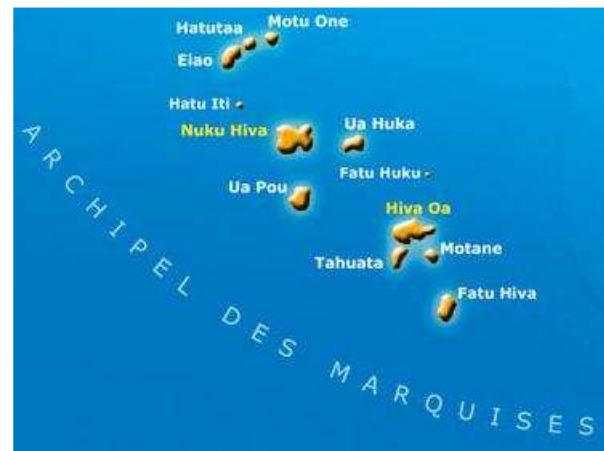 Motu One
Hatutaa
Eiao
Hatu Iti
Nuku Hiva
Ua Huka
Fatu Huku
Ua Pou
Hiva Oa
Motane
Tahuata
Fatu Hiva
ARCHIPEL DES MARQUISES